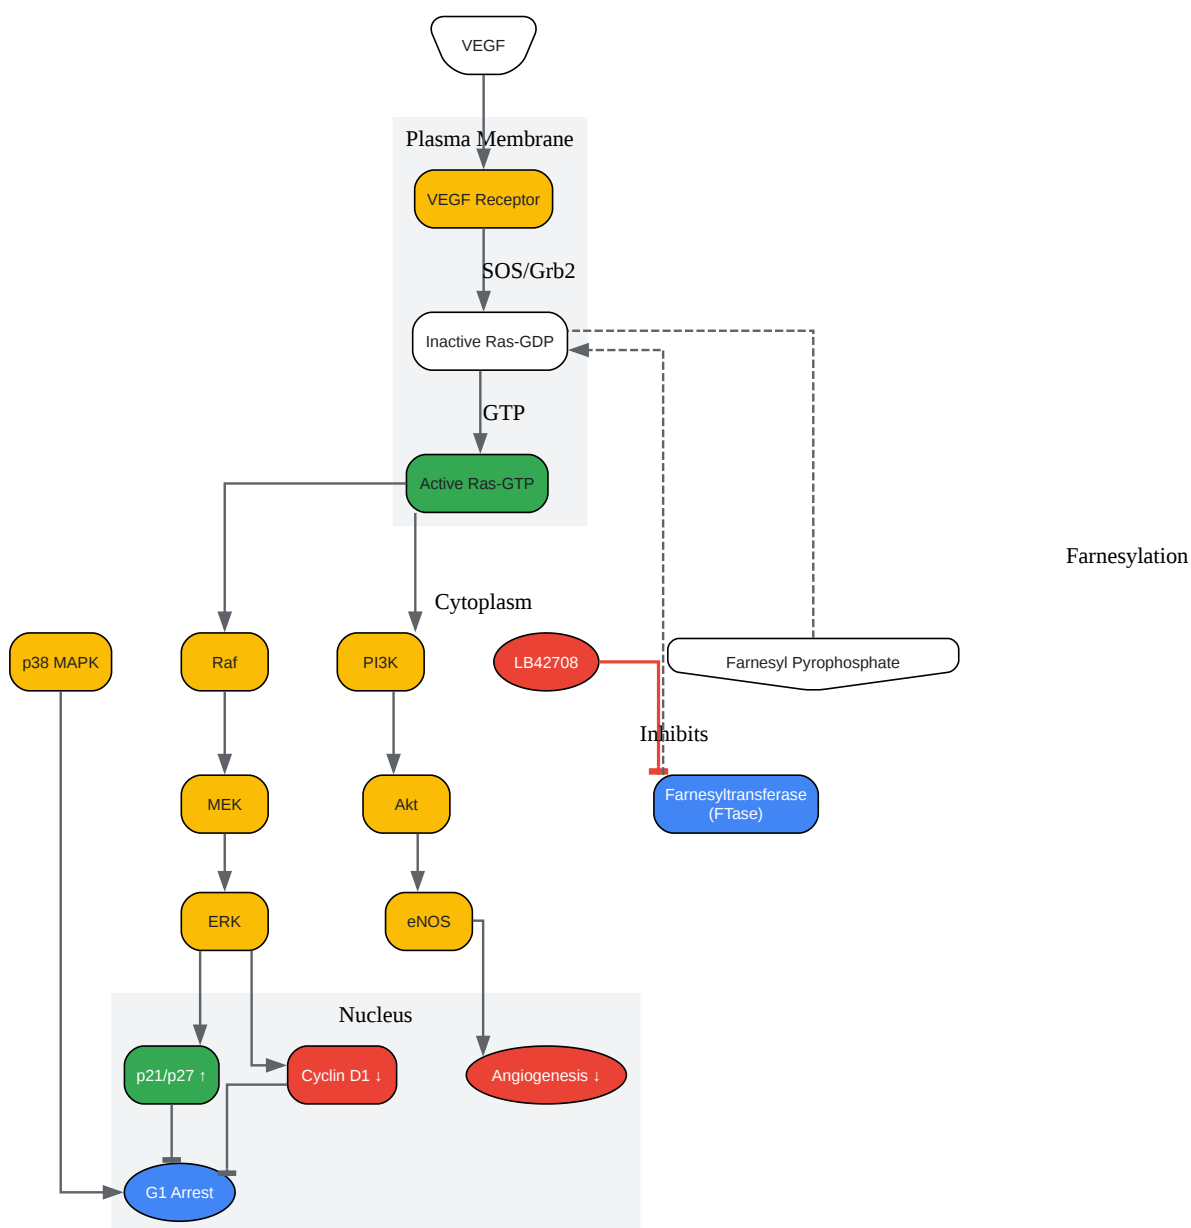 VEGF
Plasma Membrane
VEGF Receptor
SOS/Grb2
Inactive Ras-GDP
GTP
Active Ras-GTP
Farnesylation
Cytoplasm
p38 MAPK
Raf
PI3K
LB42708
Farnesyl Pyrophosphate
Inhibits
MEK
Akt
Farnesyltransferase
(FTase)
ERK
eNOS
Nucleus
p21/p27 ↑
Cyclin D1 ↓
Angiogenesis ↓
G1 Arrest